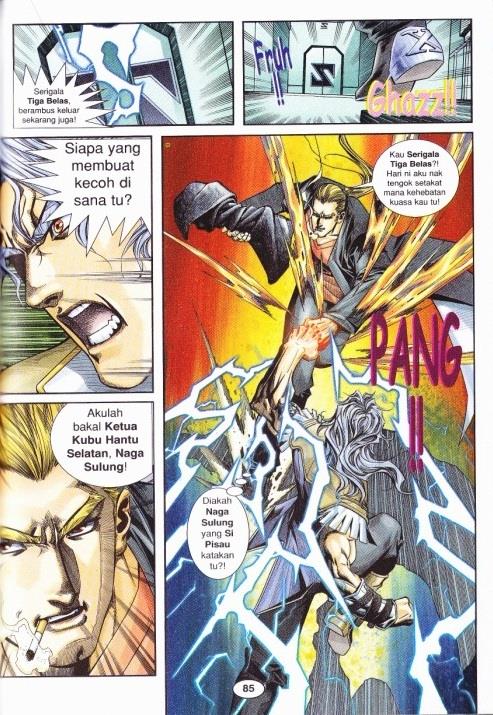 Serigala
Tiga Belas,
berambus keluar
sekarang juga!
Fruh
!!
Ghazz!!
Siapa yang
membuat
kecoh di
sana tu?
Kau Serigala
Tiga Belas?!
Hari ni aku nak
tengok setakat
mana kehebatan
kuasa kau tu!
PANG
!!
Akulah
bakal Ketua
Kubu Hantu
Selatan, Naga
Sulung!
Diakah
Naga
Sulung
yang Si
Pisau
katakan
tu?!
85